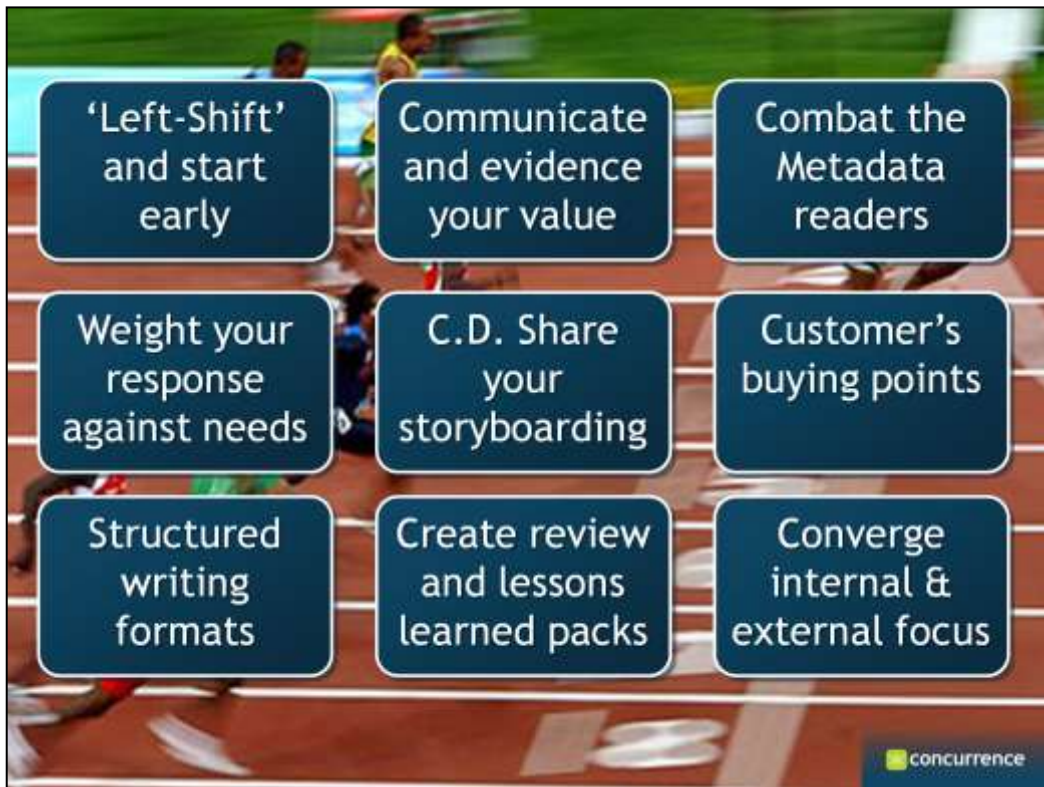 ‘Left-Shift’
and start
early
Communicate
and evidence
your value
Combat the
Metadata
readers
Weight your
response
against needs
C.D. Share
your
storyboarding
Customer’s
buying points
Structured
writing
formats
Create review
and lessons
learned packs
Converge
internal &
external focus
8
concurrence